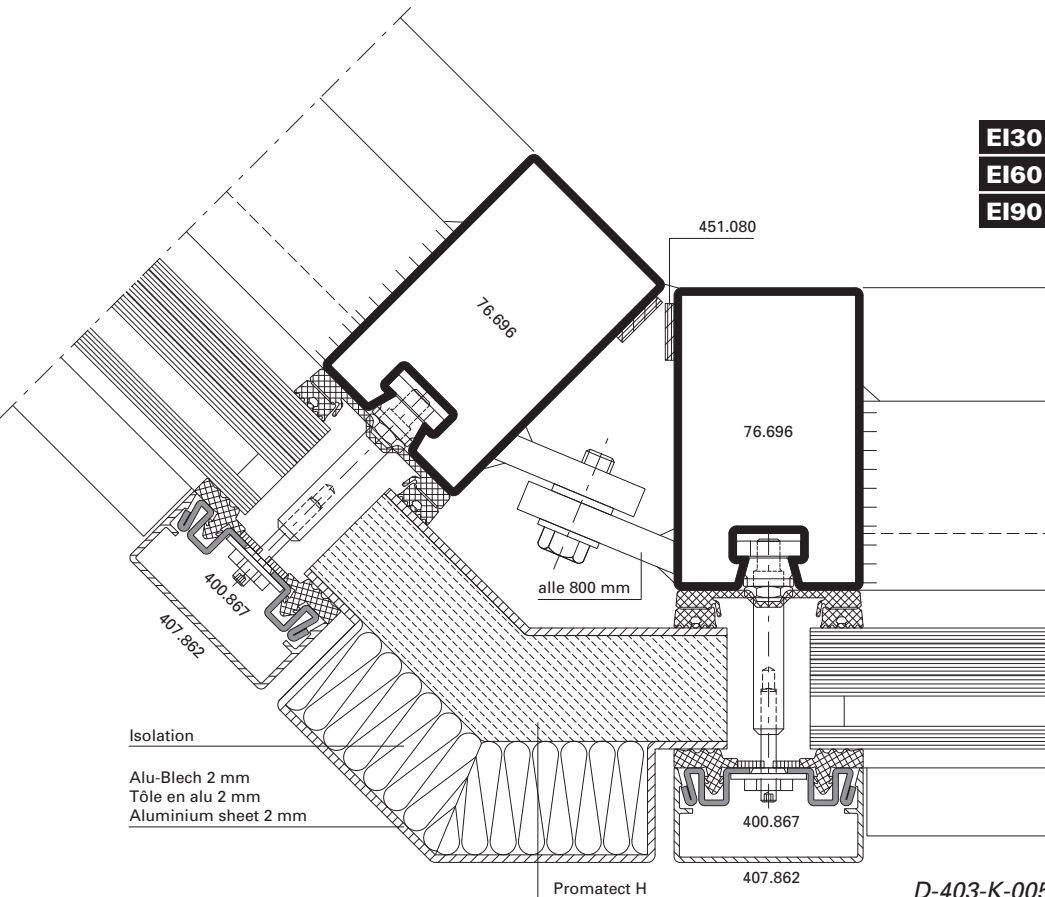 EI30
EI60
EI90
451.080
76.696
76.696
alle 800 mm
400.867
407.862
Isolation
Alu-Blech 2 mm
Tôle en alu 2 mm
Aluminium sheet 2 mm
400.867
407.862
Promatect H
D-403-K-005